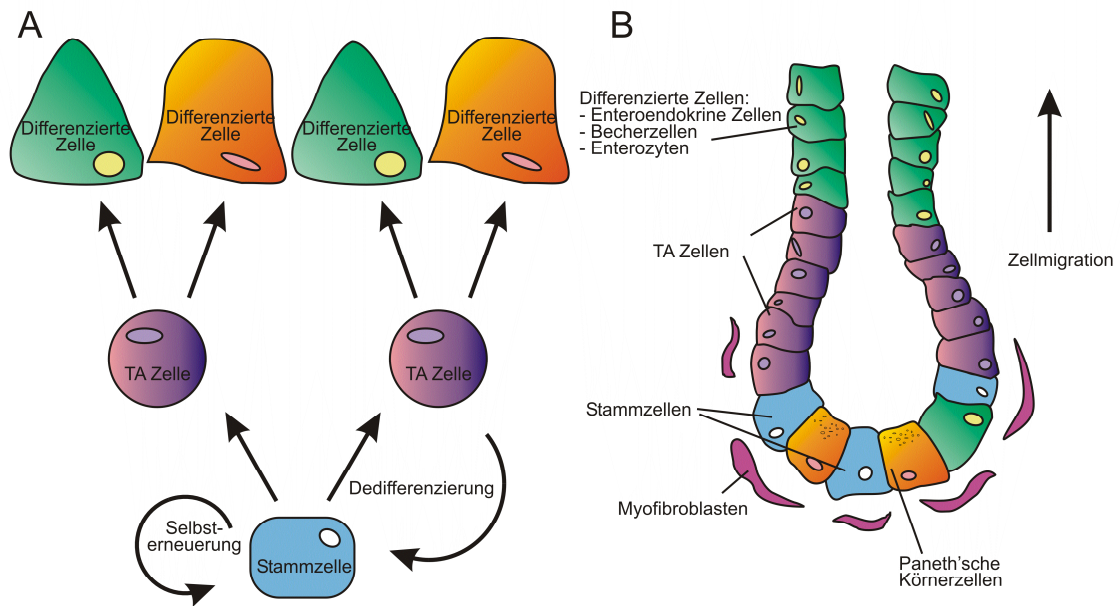 A
Differenzierte
Zelle
Differenzierte
Zelle
Differenzierte
Zelle
Differenzierte
Zelle
TA Zelle
TA Zelle
Dedifferenzierung
Selbst-
erneuerung
Stammzelle
B
Differenzierte Zellen:
- Enteroendokrine Zellen
- Becherzellen
- Enterozyten
TA Zellen
Zellmigration
Stammzellen
Myofibroblasten
Paneth'sche
Körnerzellen